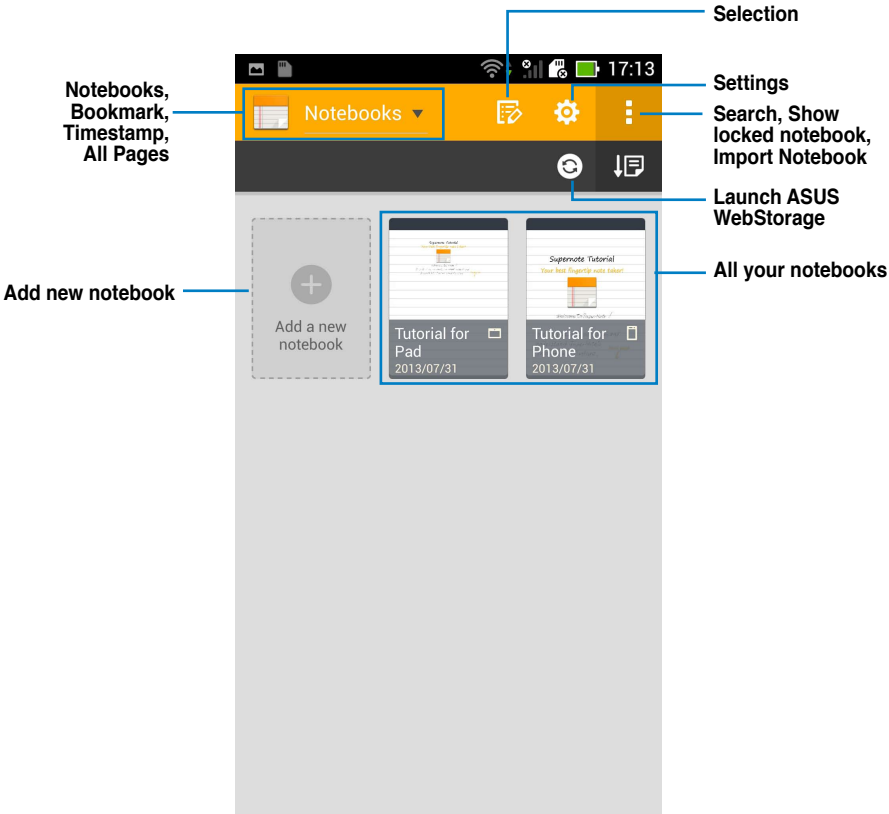 Selection
17:13
Notebooks,
Bookmark,
Timestamp,
All Pages
Notebooks
Settings
Search, Show
locked notebook,
Import Notebook
Launch ASUS
WebStorage
All your notebooks
Add new notebook
Add a new
notebook
Supernote Tutorial
Tutorial for
Pad
2013/07/31
Supernote Tutorial
Your best fingertip note taker!
Tutorial for
Phone
2013/07/31